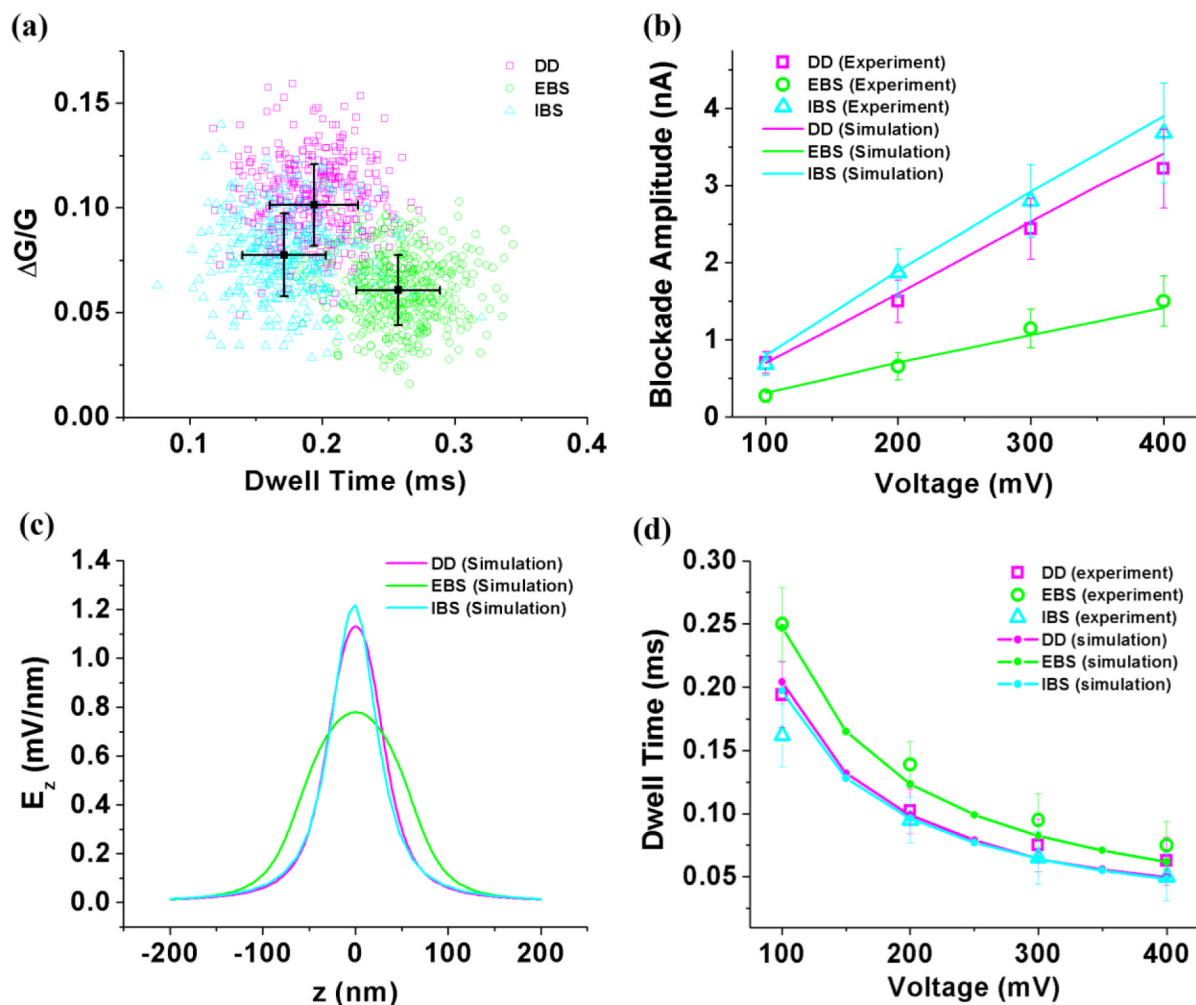 (a)
DD
EBS
IBS
0.15
0.10
0.05
0.00
ΔG/G
0.1
0.2
0.3
0.4
Dwell Time (ms)
(b)
DD (Experiment)
EBS (Experiment)
IBS (Experiment)
DD (Simulation)
EBS (Simulation)
IBS (Simulation)
4
3
2
1
0
Blockade Amplitude (nA)
100
200
300
400
Voltage (mV)
(c)
DD (Simulation)
EBS (Simulation)
IBS (Simulation)
1.4
1.2
1.0
0.8
0.6
0.4
0.2
0.0
E_z (mV/nm)
-200
-100
0
100
200
z (nm)
(d)
DD (experiment)
EBS (experiment)
IBS (experiment)
DD (simulation)
EBS (simulation)
IBS (simulation)
0.30
0.25
0.20
0.15
0.10
0.05
Dwell Time (ms)
100
200
300
400
Voltage (mV)